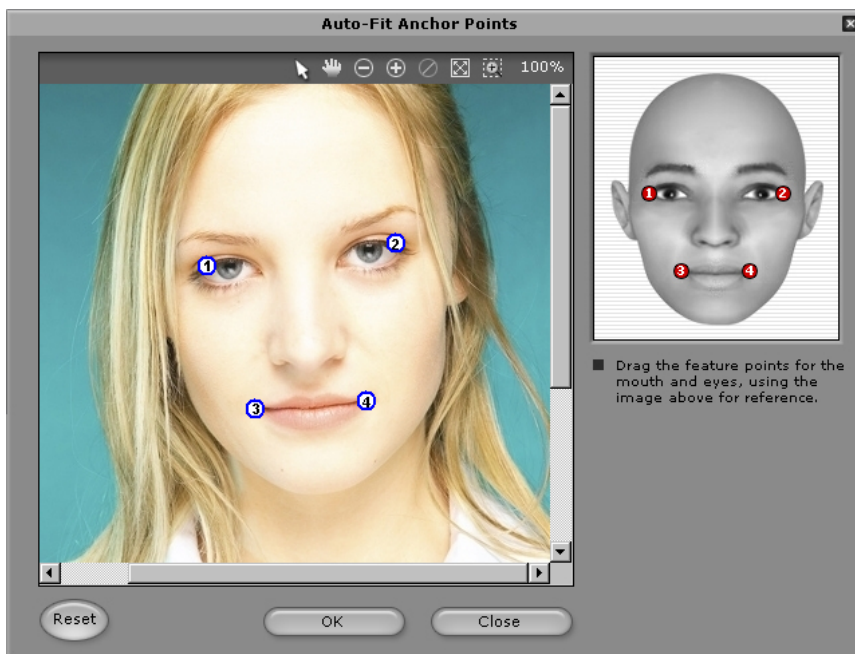 Auto-Fit Anchor Points
100%
1
2
3
4
1
2
3
4
Drag the feature points for the
mouth and eyes, using the
image above for reference.
Reset
OK
Close